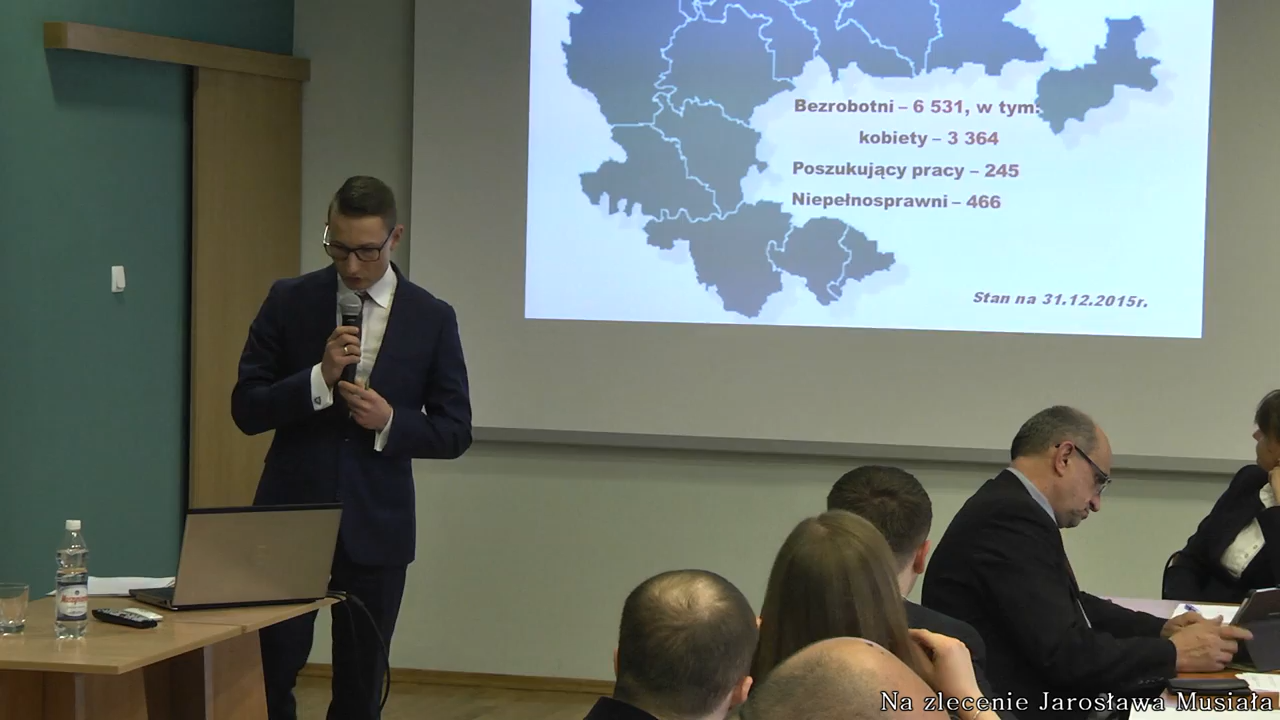 Bezrobotni – 6 531, w tym:
kobiety – 3 364
Poszukujący pracy – 245
Niepełnosprawni – 466
Stan na 31.12.2015r.
Na zlecenie Jarosława Musiała